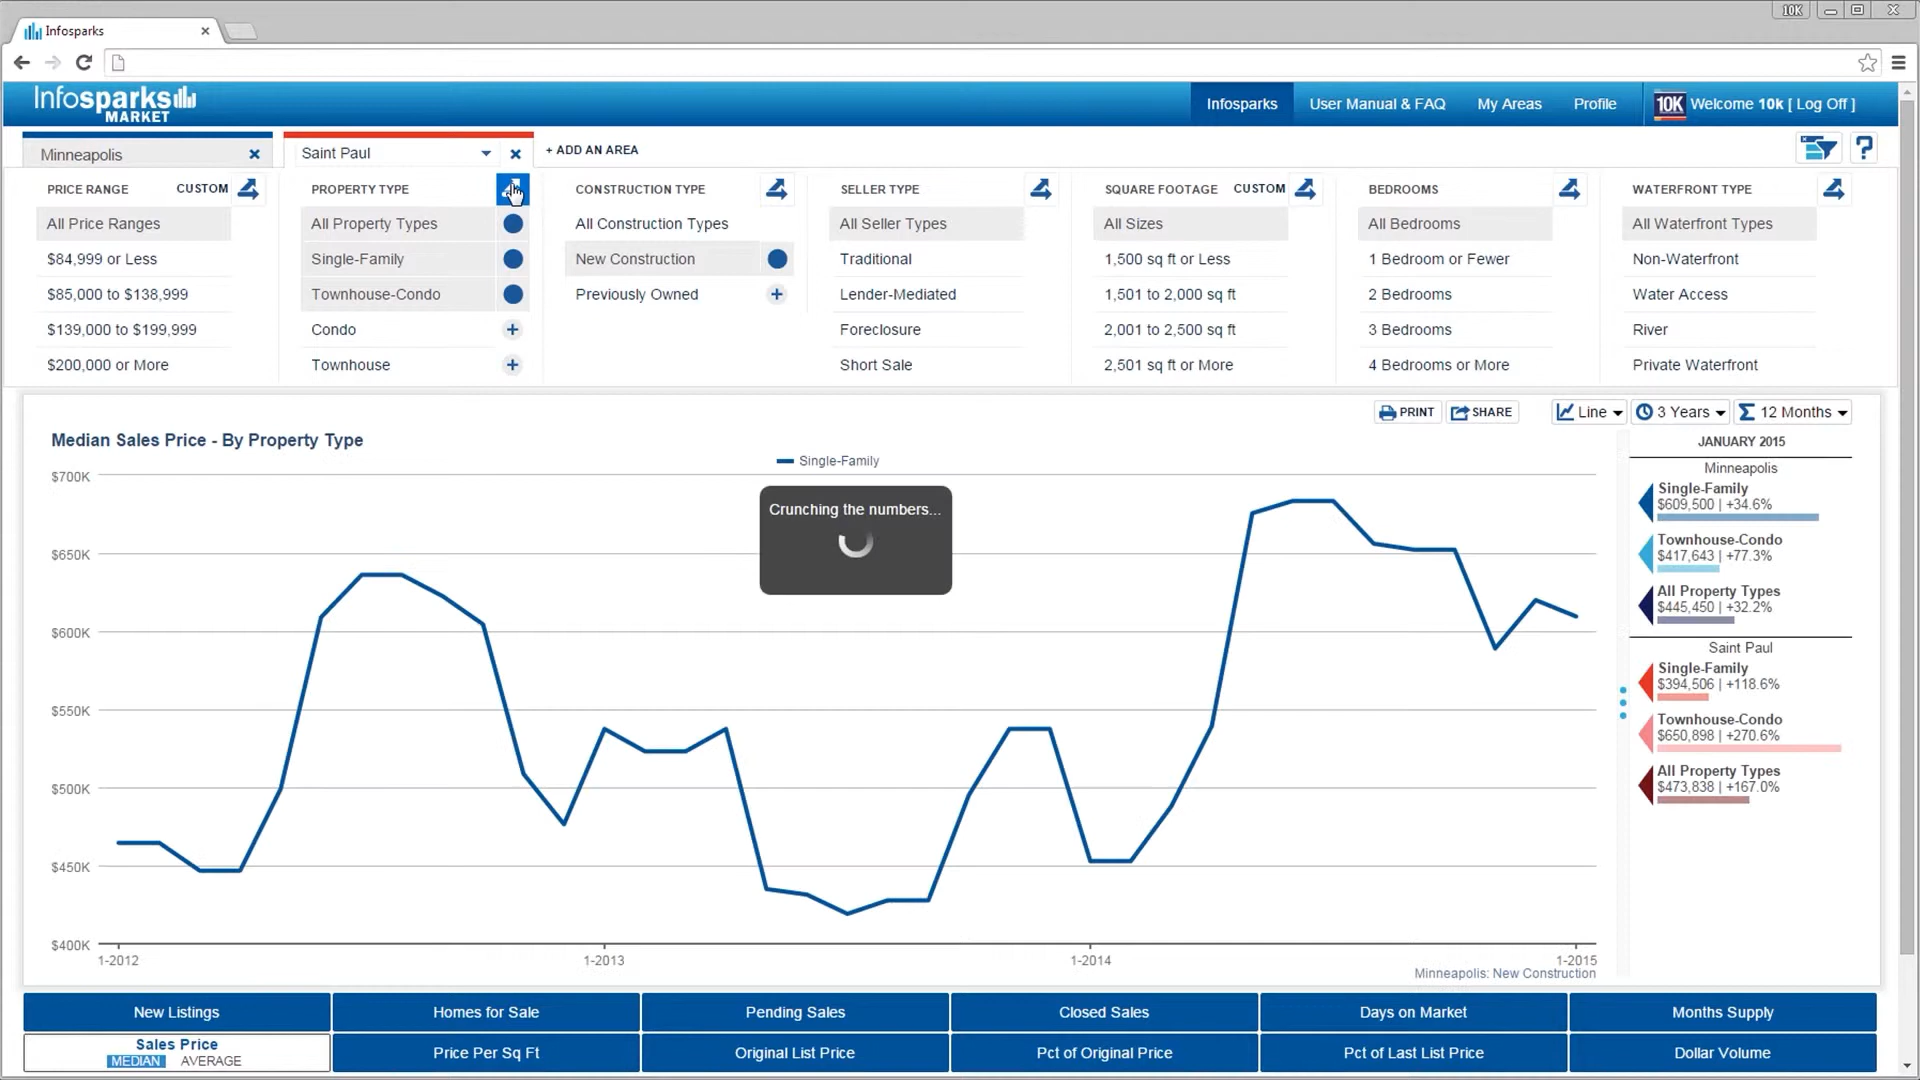 10K
Infosparks
Infosparks
MARKET
Infosparks
User Manual & FAQ
My Areas
Profile
10K
Welcome 10k [ Log Off ]
Minneapolis
Saint Paul
+ ADD AN AREA
?
PRICE RANGE CUSTOM
All Price Ranges
$84,999 or Less
$85,000 to $138,999
$139,000 to $199,999
$200,000 or More
PROPERTY TYPE
All Property Types
Single-Family
Townhouse-Condo
Condo +
Townhouse +
CONSTRUCTION TYPE
All Construction Types
New Construction
Previously Owned +
SELLER TYPE
All Seller Types
Traditional
Lender-Mediated
Foreclosure
Short Sale
SQUARE FOOTAGE CUSTOM
All Sizes
1,500 sq ft or Less
1,501 to 2,000 sq ft
2,001 to 2,500 sq ft
2,501 sq ft or More
BEDROOMS
All Bedrooms
1 Bedroom or Fewer
2 Bedrooms
3 Bedrooms
4 Bedrooms or More
WATERFRONT TYPE
All Waterfront Types
Non-Waterfront
Water Access
River
Private Waterfront
PRINT
SHARE
Line
3 Years
Σ 12 Months
Median Sales Price - By Property Type
Single-Family
Crunching the numbers...
$700K
$650K
$600K
$550K
$500K
$450K
$400K
1-2012
1-2013
1-2014
1-2015
Minneapolis: New Construction
JANUARY 2015
Minneapolis
Single-Family
$609,500 | +34.6%
Townhouse-Condo
$417,643 | +77.3%
All Property Types
$445,450 | +32.2%
Saint Paul
Single-Family
$394,506 | +118.6%
Townhouse-Condo
$650,898 | +270.6%
All Property Types
$473,838 | +167.0%
New Listings
Homes for Sale
Pending Sales
Closed Sales
Days on Market
Months Supply
Sales Price
MEDIAN AVERAGE
Price Per Sq Ft
Original List Price
Pct of Original Price
Pct of Last List Price
Dollar Volume